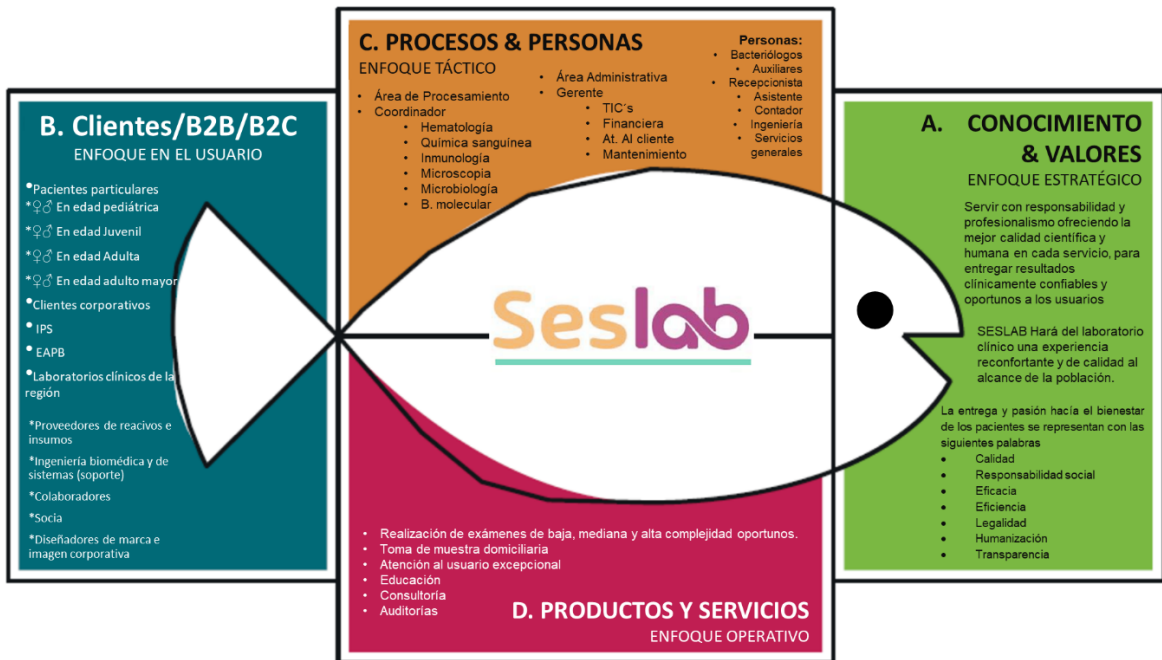 B. Clientes/B2B/B2C
ENFOQUE EN EL USUARIO
•Pacientes particulares
*♀♂ En edad pediátrica
*♀♂ En edad Juvenil
*♀♂ En edad Adulta
*♀♂ En edad adulto mayor
•Clientes corporativos
• IPS
• EAPB
•Laboratorios clínicos de la
región
*Proveedores de reactivos e
insumos
*Ingeniería biomédica y de
sistemas (soporte)
*Colaboradores
*Socia
*Diseñadores de marca e
imagen corporativa
C. PROCESOS & PERSONAS
ENFOQUE TÁCTICO
• Área de Procesamiento
• Coordinador
• Hematología
• Química sanguínea
• Inmunología
• Microscopia
• Microbiología
• B. molecular
• Área Administrativa
• Gerente
• TIC´s
• Financiera
• At. Al cliente
• Mantenimiento
Personas:
• Bacteriólogos
• Auxiliares
• Recepcionista
• Asistente
• Contador
• Ingeniería
• Servicios
generales
Seslab
A. CONOCIMIENTO
& VALORES
ENFOQUE ESTRATÉGICO
Servir con responsabilidad y
profesionalismo ofreciendo la
mejor calidad científica y
humana en cada servicio, para
entregar resultados
clínicamente confiables y
oportunos a los usuarios
SESLAB Hará del laboratorio
clínico una experiencia
reconfortante y de calidad al
alcance de la población.
La entrega y pasión hacía el bienestar
de los pacientes se representan con las
siguientes palabras
• Calidad
• Responsabilidad social
• Eficacia
• Eficiencia
• Legalidad
• Humanización
• Transparencia
• Realización de exámenes de baja, mediana y alta complejidad oportunos.
• Toma de muestra domiciliaria
• Atención al usuario excepcional
• Educación
• Consultoría
• Auditorías
D. PRODUCTOS Y SERVICIOS
ENFOQUE OPERATIVO